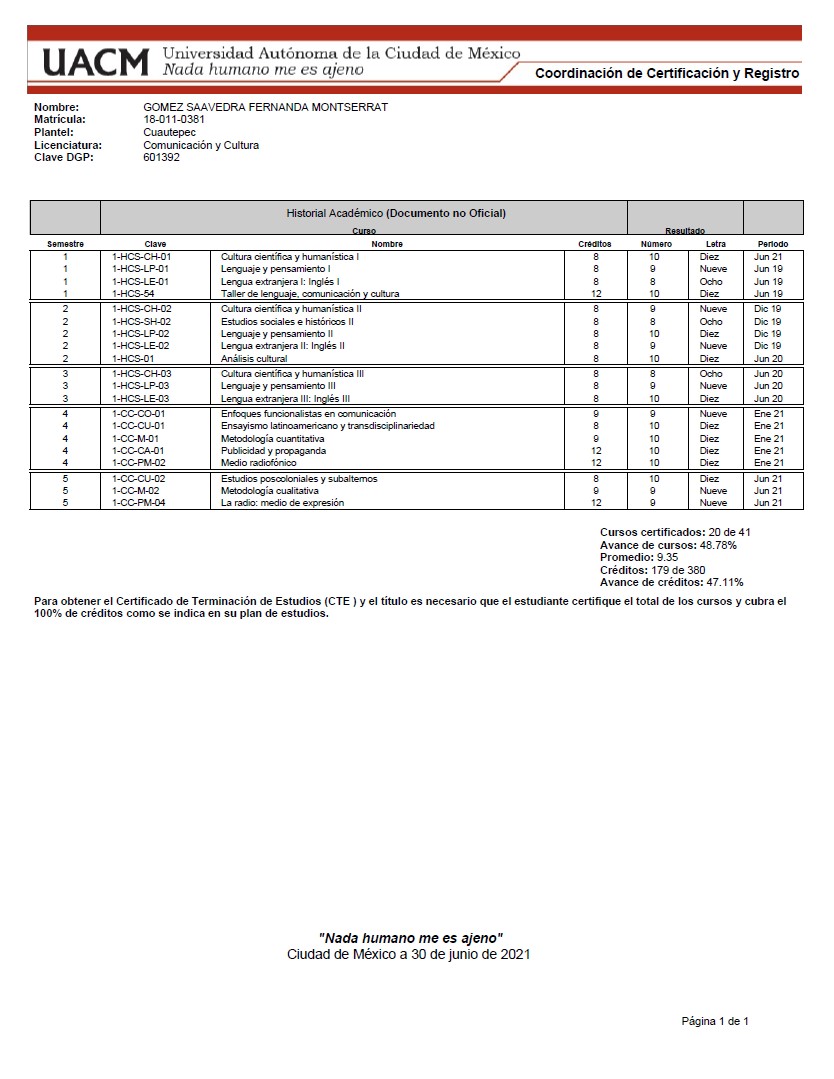 UACM Universidad Autónoma de la Ciudad de México
Nada humano me es ajeno
Coordinación de Certificación y Registro
Nombre: GOMEZ SAAVEDRA FERNANDA MONTSERRAT
Matrícula: 18-011-0381
Plantel: Cuautepec
Licenciatura: Comunicación y Cultura
Clave DGP: 601392
Historial Académico (Documento no Oficial)
Curso Resultado
Semestre Clave Nombre Créditos Número Letra Periodo
1 1-HCS-CH-01 Cultura científica y humanística I 8 10 Diez Jun 21
1 1-HCS-LP-01 Lenguaje y pensamiento I 8 9 Nueve Jun 19
1 1-HCS-LE-01 Lengua extranjera I: Inglés I 8 8 Ocho Jun 19
1 1-HCS-54 Taller de lenguaje, comunicación y cultura 12 10 Diez Jun 19
2 1-HCS-CH-02 Cultura científica y humanística II 8 9 Nueve Dic 19
2 1-HCS-SH-02 Estudios sociales e históricos II 8 8 Ocho Dic 19
2 1-HCS-LP-02 Lenguaje y pensamiento II 8 10 Diez Dic 19
2 1-HCS-LE-02 Lengua extranjera II: Inglés II 8 9 Nueve Dic 19
2 1-HCS-01 Análisis cultural 8 10 Diez Jun 20
3 1-HCS-CH-03 Cultura científica y humanística III 8 8 Ocho Jun 20
3 1-HCS-LP-03 Lenguaje y pensamiento III 8 9 Nueve Jun 20
3 1-HCS-LE-03 Lengua extranjera III: Inglés III 8 10 Diez Jun 20
4 1-CC-CO-01 Enfoques funcionalistas en comunicación 9 9 Nueve Ene 21
4 1-CC-CU-01 Ensayismo latinoamericano y transdisciplinariedad 8 10 Diez Ene 21
4 1-CC-M-01 Metodología cuantitativa 9 10 Diez Ene 21
4 1-CC-CA-01 Publicidad y propaganda 12 10 Diez Ene 21
4 1-CC-PM-02 Medio radiofónico 12 10 Diez Ene 21
5 1-CC-CU-02 Estudios poscoloniales y subalternos 8 10 Diez Jun 21
5 1-CC-M-02 Metodología cualitativa 9 9 Nueve Jun 21
5 1-CC-PM-04 La radio: medio de expresión 12 9 Nueve Jun 21
Cursos certificados: 20 de 41
Avance de cursos: 48.78%
Promedio: 9.35
Créditos: 179 de 380
Avance de créditos: 47.11%
Para obtener el Certificado de Terminación de Estudios (CTE ) y el título es necesario que el estudiante certifique el total de los cursos y cubra el
100% de créditos como se indica en su plan de estudios.
"Nada humano me es ajeno"
Ciudad de México a 30 de junio de 2021
Página 1 de 1